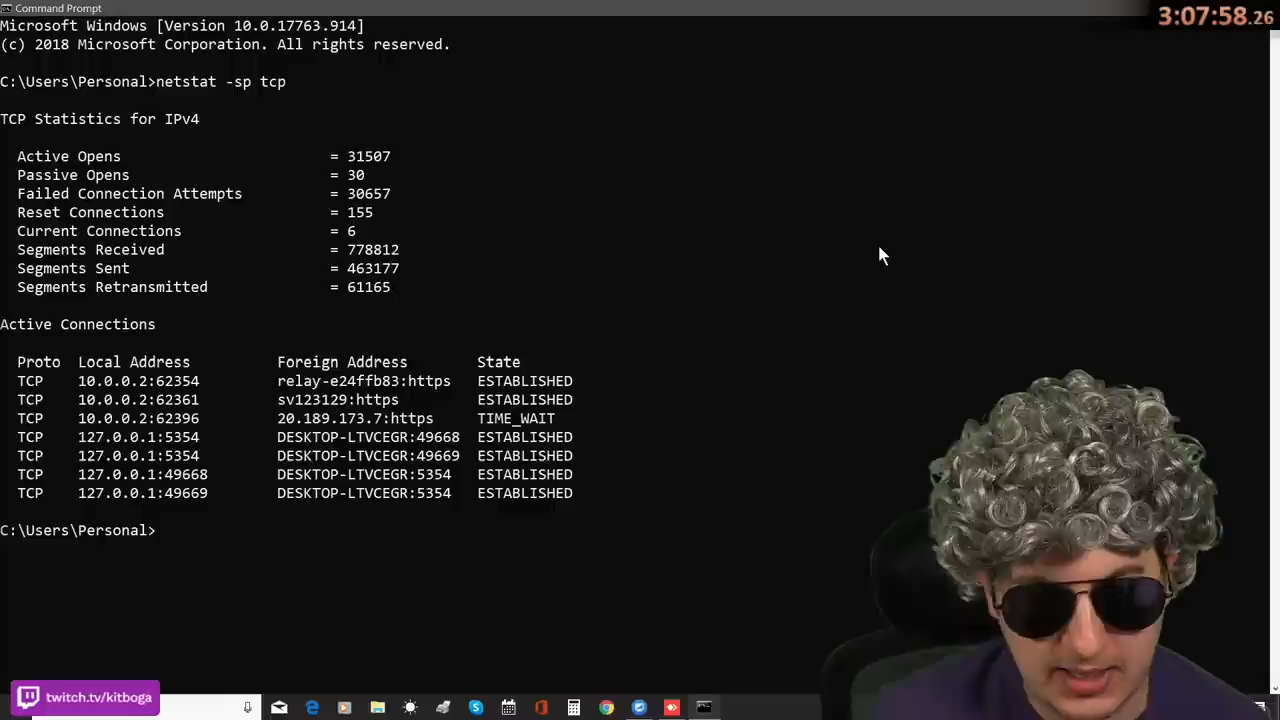 Command Prompt
3:07:58.26
Microsoft Windows [Version 10.0.17763.914]
(c) 2018 Microsoft Corporation. All rights reserved.
C:\Users\Personal>netstat -sp tcp
TCP Statistics for IPv4
Active Opens = 31507
Passive Opens = 30
Failed Connection Attempts = 30657
Reset Connections = 155
Current Connections = 6
Segments Received = 778812
Segments Sent = 463177
Segments Retransmitted = 61165
Active Connections
Proto Local Address Foreign Address State
TCP 10.0.0.2:62354 relay-e24ffb83:https ESTABLISHED
TCP 10.0.0.2:62361 sv123129:https ESTABLISHED
TCP 10.0.0.2:62396 20.189.173.7:https TIME_WAIT
TCP 127.0.0.1:5354 DESKTOP-LTVCEGR:49668 ESTABLISHED
TCP 127.0.0.1:5354 DESKTOP-LTVCEGR:49669 ESTABLISHED
TCP 127.0.0.1:49668 DESKTOP-LTVCEGR:5354 ESTABLISHED
TCP 127.0.0.1:49669 DESKTOP-LTVCEGR:5354 ESTABLISHED
C:\Users\Personal>
twitch.tv/kitboga